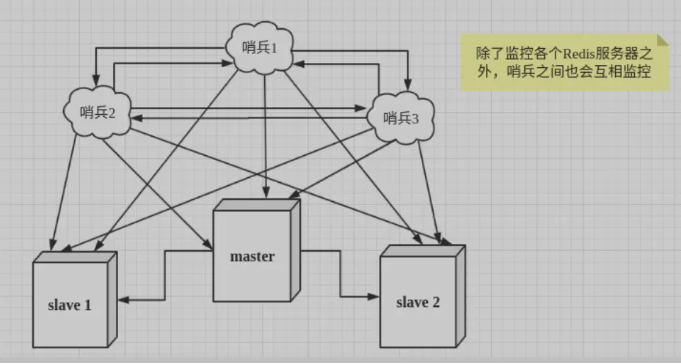 哨兵1
除了监控各个Redis服务器之
外，哨兵之间也会互相监控
哨兵2
哨兵3
master
slave 1
slave 2